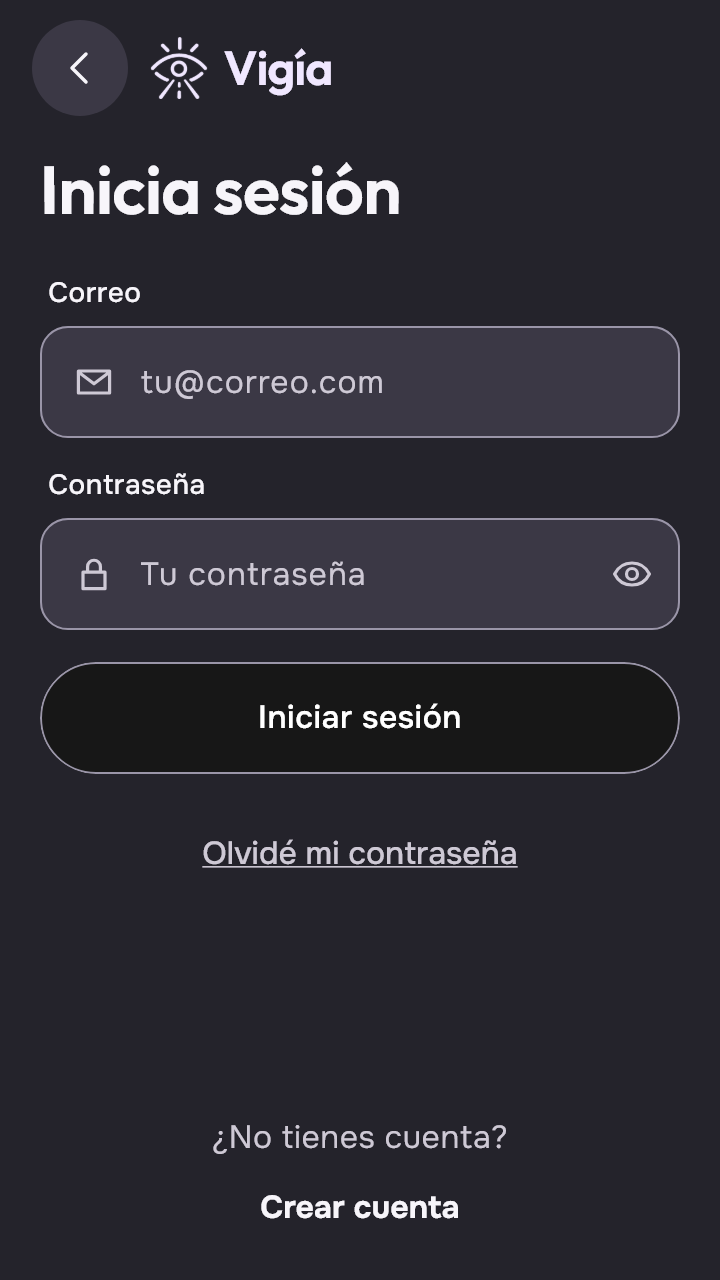 Vigía
Inicia sesión
Correo
tu@correo.com
Contraseña
Tu contraseña
Iniciar sesión
Olvidé mi contraseña
¿No tienes cuenta?
Crear cuenta